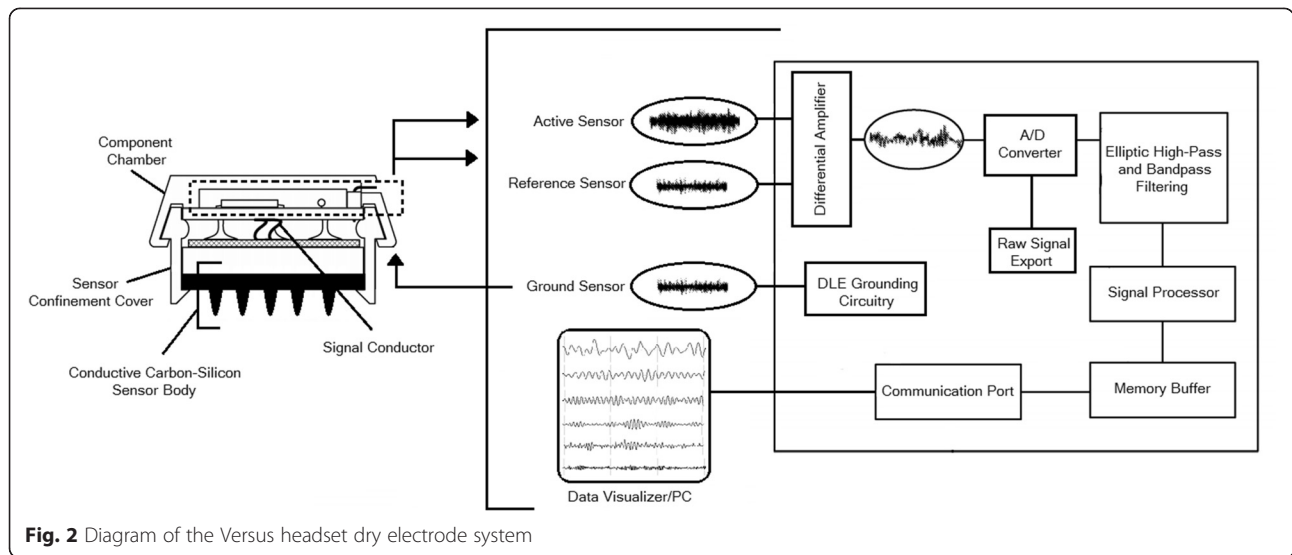 Component
Chamber
Sensor
Confinement Cover
Conductive Carbon-Silicon
Sensor Body
Signal Conductor
Active Sensor
Reference Sensor
Ground Sensor
Differential Amplifier
A/D
Converter
Raw Signal
Export
Elliptic High-Pass
and Bandpass
Filtering
Signal Processor
Memory Buffer
Communication Port
DLE Grounding
Circuitry
Data Visualizer/PC
Fig. 2 Diagram of the Versus headset dry electrode system